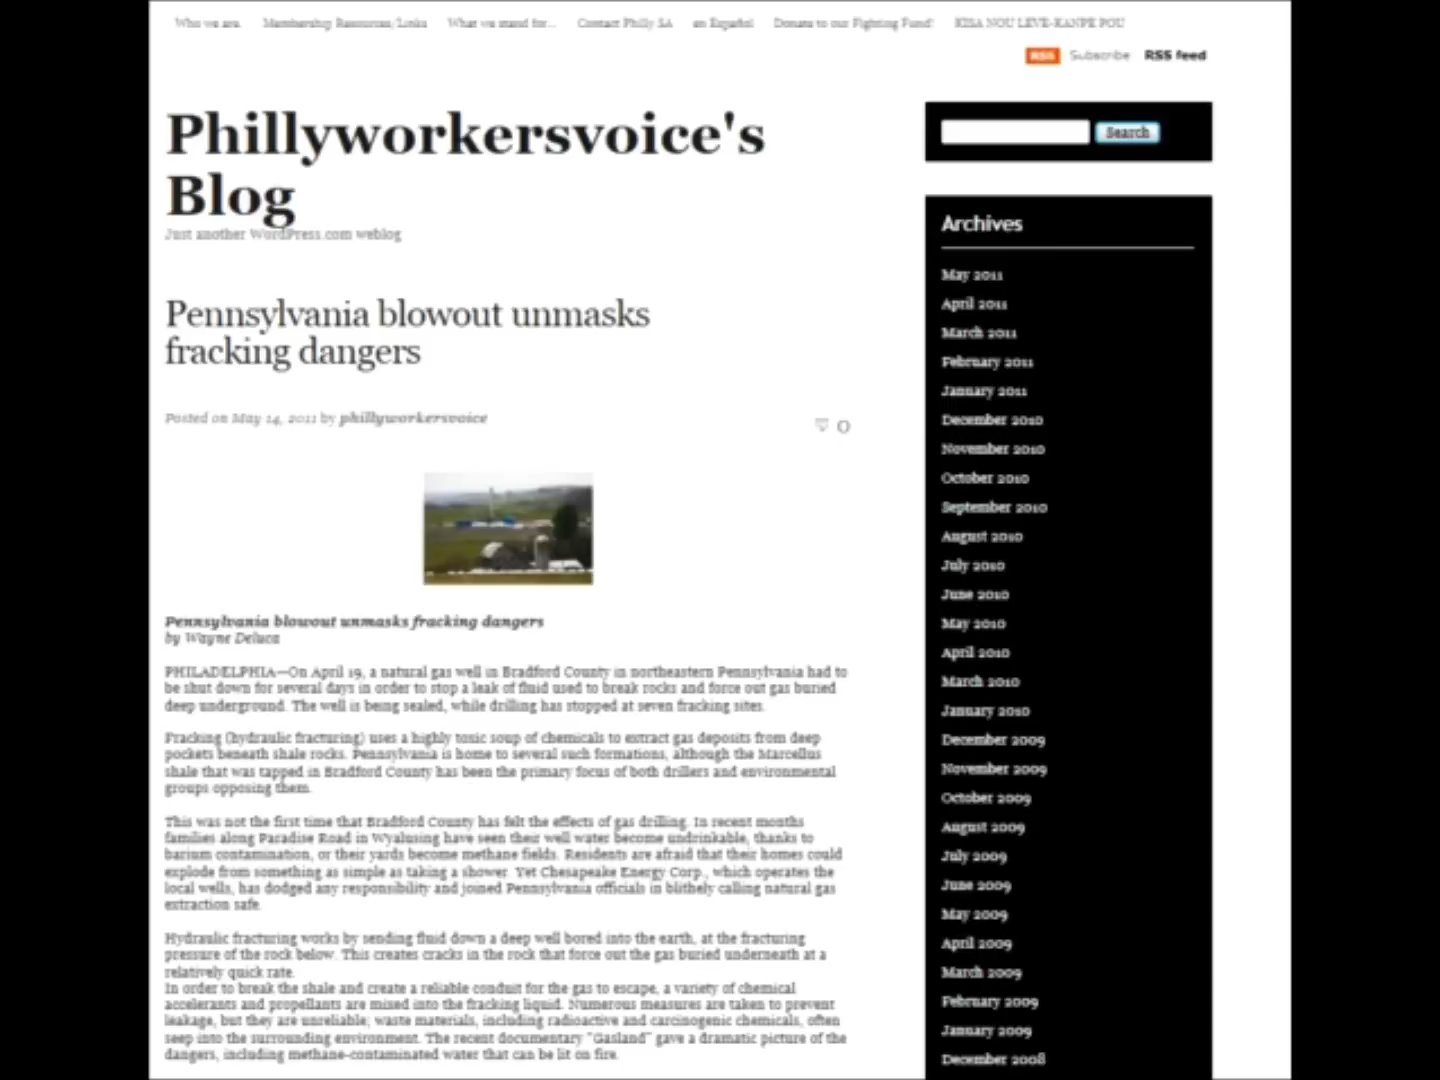 Who we are. Membership Resources/Links What we stand for... Contact Philly SA en Español Donate to our Fighting Fund! KISA NOU LEVE-KANPE POU
RSS Subscribe RSS feed
Phillyworkersvoice's
Blog
Just another WordPress.com weblog
Search
Pennsylvania blowout unmasks
fracking dangers
Posted on May 14, 2011 by phillyworkersvoice
0
Pennsylvania blowout unmasks fracking dangers
by Wayne Deluca
PHILADELPHIA—On April 19, a natural gas well in Bradford County in northeastern Pennsylvania had to
be shut down for several days in order to stop a leak of fluid used to break rocks and force out gas buried
deep underground. The well is being sealed, while drilling has stopped at seven fracking sites.
Fracking (hydraulic fracturing) uses a highly toxic soup of chemicals to extract gas deposits from deep
pockets beneath shale rocks. Pennsylvania is home to several such formations, although the Marcellus
shale that was tapped in Bradford County has been the primary focus of both drillers and environmental
groups opposing them.
This was not the first time that Bradford County has felt the effects of gas drilling. In recent months
families along Paradise Road in Wyalusing have seen their well water become undrinkable, thanks to
barium contamination, or their yards become methane fields. Residents are afraid that their homes could
explode from something as simple as taking a shower. Yet Chesapeake Energy Corp., which operates the
local wells, has dodged any responsibility and joined Pennsylvania officials in blithely calling natural gas
extraction safe.
Hydraulic fracturing works by sending fluid down a deep well bored into the earth, at the fracturing
pressure of the rock below. This creates cracks in the rock that force out the gas buried underneath at a
relatively quick rate.
In order to break the shale and create a reliable conduit for the gas to escape, a variety of chemical
accelerants and propellants are mixed into the fracking liquid. Numerous measures are taken to prevent
leakage, but they are unreliable; waste materials, including radioactive and carcinogenic chemicals, often
seep into the surrounding environment. The recent documentary "Gasland" gave a dramatic picture of the
dangers, including methane-contaminated water that can be lit on fire.
Archives
May 2011
April 2011
March 2011
February 2011
January 2011
December 2010
November 2010
October 2010
September 2010
August 2010
July 2010
June 2010
May 2010
April 2010
March 2010
January 2010
December 2009
November 2009
October 2009
August 2009
July 2009
June 2009
May 2009
April 2009
March 2009
February 2009
January 2009
December 2008